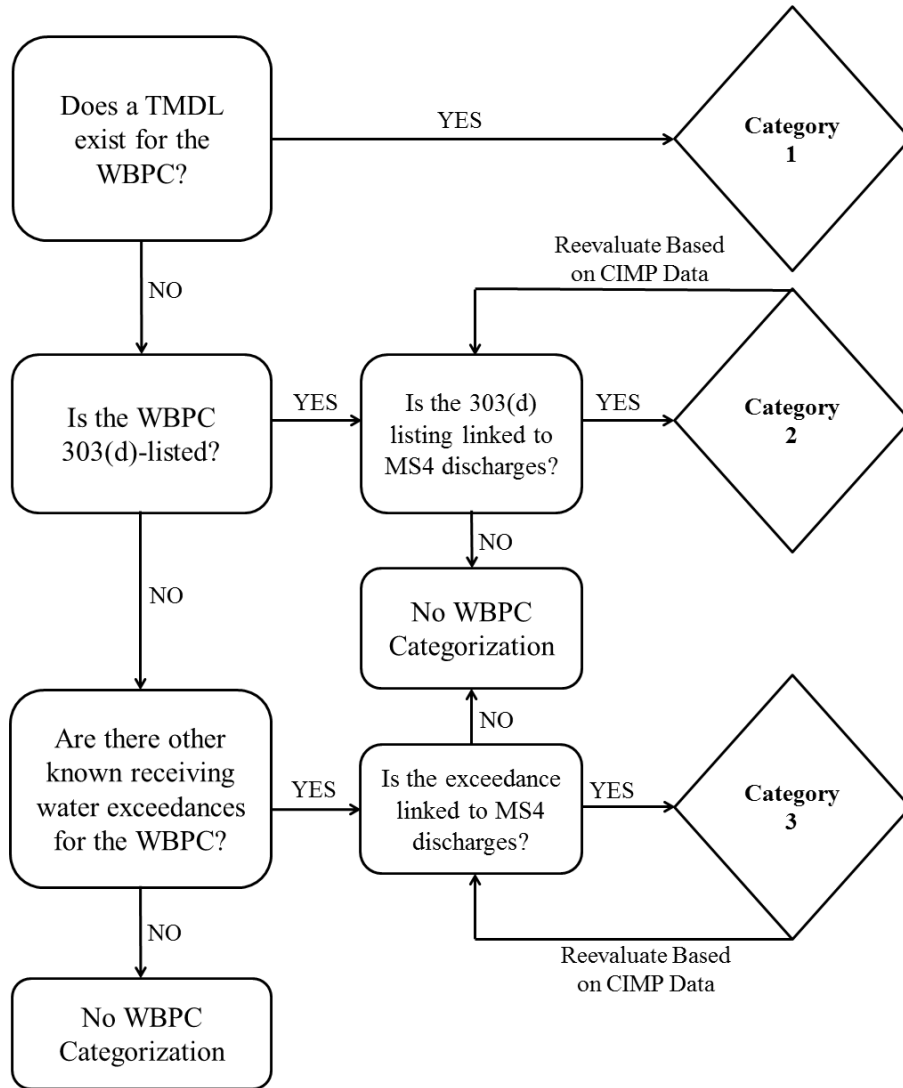 Does a TMDL
exist for the
WBPC?
YES
Category
1
NO
Reevaluate Based
on CIMP Data
Is the WBPC
303(d)-listed?
YES
Is the 303(d)
listing linked to
MS4 discharges?
YES
Category
2
NO
NO
No WBPC
Categorization
NO
Are there other
known receiving
water exceedances
for the WBPC?
YES
Is the exceedance
linked to MS4
discharges?
YES
Category
3
NO
Reevaluate Based
on CIMP Data
No WBPC
Categorization